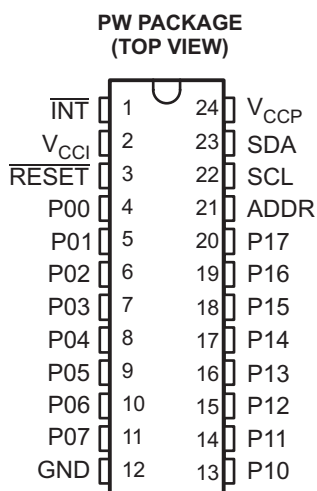 PW PACKAGE
(TOP VIEW)
INT 1 24 VCCP
VCCI 2 23 SDA
RESET 3 22 SCL
P00 4 21 ADDR
P01 5 20 P17
P02 6 19 P16
P03 7 18 P15
P04 8 17 P14
P05 9 16 P13
P06 10 15 P12
P07 11 14 P11
GND 12 13 P10